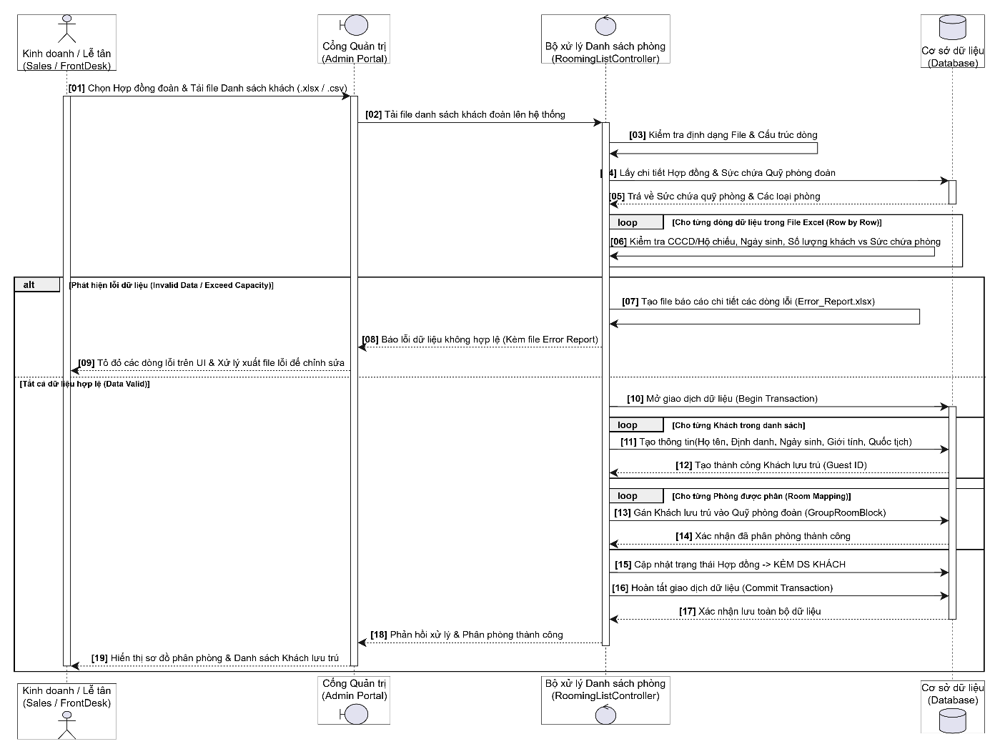 Kinh doanh / Lễ tân
(Sales / FrontDesk)
Cổng Quản trị
(Admin Portal)
Bộ xử lý Danh sách phòng
(RoomingListController)
Cơ sở dữ liệu
(Database)
[01] Chọn Hợp đồng đoàn & Tải file Danh sách khách (.xlsx / .csv)
[02] Tải file danh sách khách đoàn lên hệ thống
[03] Kiểm tra định dạng File & Cấu trúc dòng
4] Lấy chi tiết Hợp đồng & Sức chứa Quỹ phòng đoàn
[05] Trả về Sức chứa quỹ phòng & Các loại phòng
loop [Cho từng dòng dữ liệu trong File Excel (Row by Row)]
[06] Kiểm tra CCCD/Hộ chiếu, Ngày sinh, Số lượng khách vs Sức chứa phòng
alt [Phát hiện lỗi dữ liệu (Invalid Data / Exceed Capacity)]
[07] Tạo file báo cáo chi tiết các dòng lỗi (Error_Report.xlsx)
[08] Báo lỗi dữ liệu không hợp lệ (Kèm file Error Report)
[09] Tô đỏ các dòng lỗi trên UI & Xử lý xuất file lỗi để chỉnh sửa
[Tất cả dữ liệu hợp lệ (Data Valid)]
[10] Mở giao dịch dữ liệu (Begin Transaction)
loop [Cho từng Khách trong danh sách]
[11] Tạo thông tin(Họ tên, Định danh, Ngày sinh, Giới tính, Quốc tịch)
[12] Tạo thành công Khách lưu trú (Guest ID)
loop [Cho từng Phòng được phân (Room Mapping)]
[13] Gán Khách lưu trú vào Quỹ phòng đoàn (GroupRoomBlock)
[14] Xác nhận đã phân phòng thành công
[15] Cập nhật trạng thái Hợp đồng -> KÈM DS KHÁCH
[16] Hoàn tất giao dịch dữ liệu (Commit Transaction)
[17] Xác nhận lưu toàn bộ dữ liệu
[18] Phản hồi xử lý & Phân phòng thành công
[19] Hiển thị sơ đồ phân phòng & Danh sách Khách lưu trú
Kinh doanh / Lễ tân
(Sales / FrontDesk)
Cổng Quản trị
(Admin Portal)
Bộ xử lý Danh sách phòng
(RoomingListController)
Cơ sở dữ liệu
(Database)